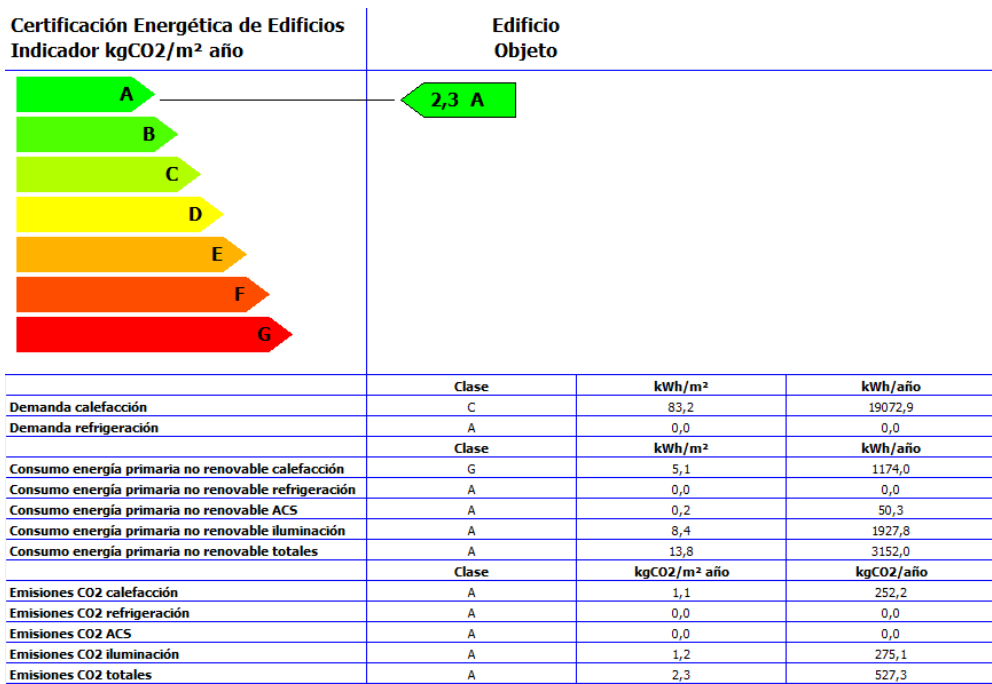 Certificación Energética de Edificios
Indicador kgCO2/m² año
Edificio
Objeto
A
2,3 A
B
C
D
E
F
G
Clase kWh/m² kWh/año
Demanda calefacción C 83,2 19072,9
Demanda refrigeración A 0,0 0,0
Clase kWh/m² kWh/año
Consumo energía primaria no renovable calefacción G 5,1 1174,0
Consumo energía primaria no renovable refrigeración A 0,0 0,0
Consumo energía primaria no renovable ACS A 0,2 50,3
Consumo energía primaria no renovable iluminación A 8,4 1927,8
Consumo energía primaria no renovable totales A 13,8 3152,0
Clase kgCO2/m² año kgCO2/año
Emisiones CO2 calefacción A 1,1 252,2
Emisiones CO2 refrigeración A 0,0 0,0
Emisiones CO2 ACS A 0,0 0,0
Emisiones CO2 iluminación A 1,2 275,1
Emisiones CO2 totales A 2,3 527,3